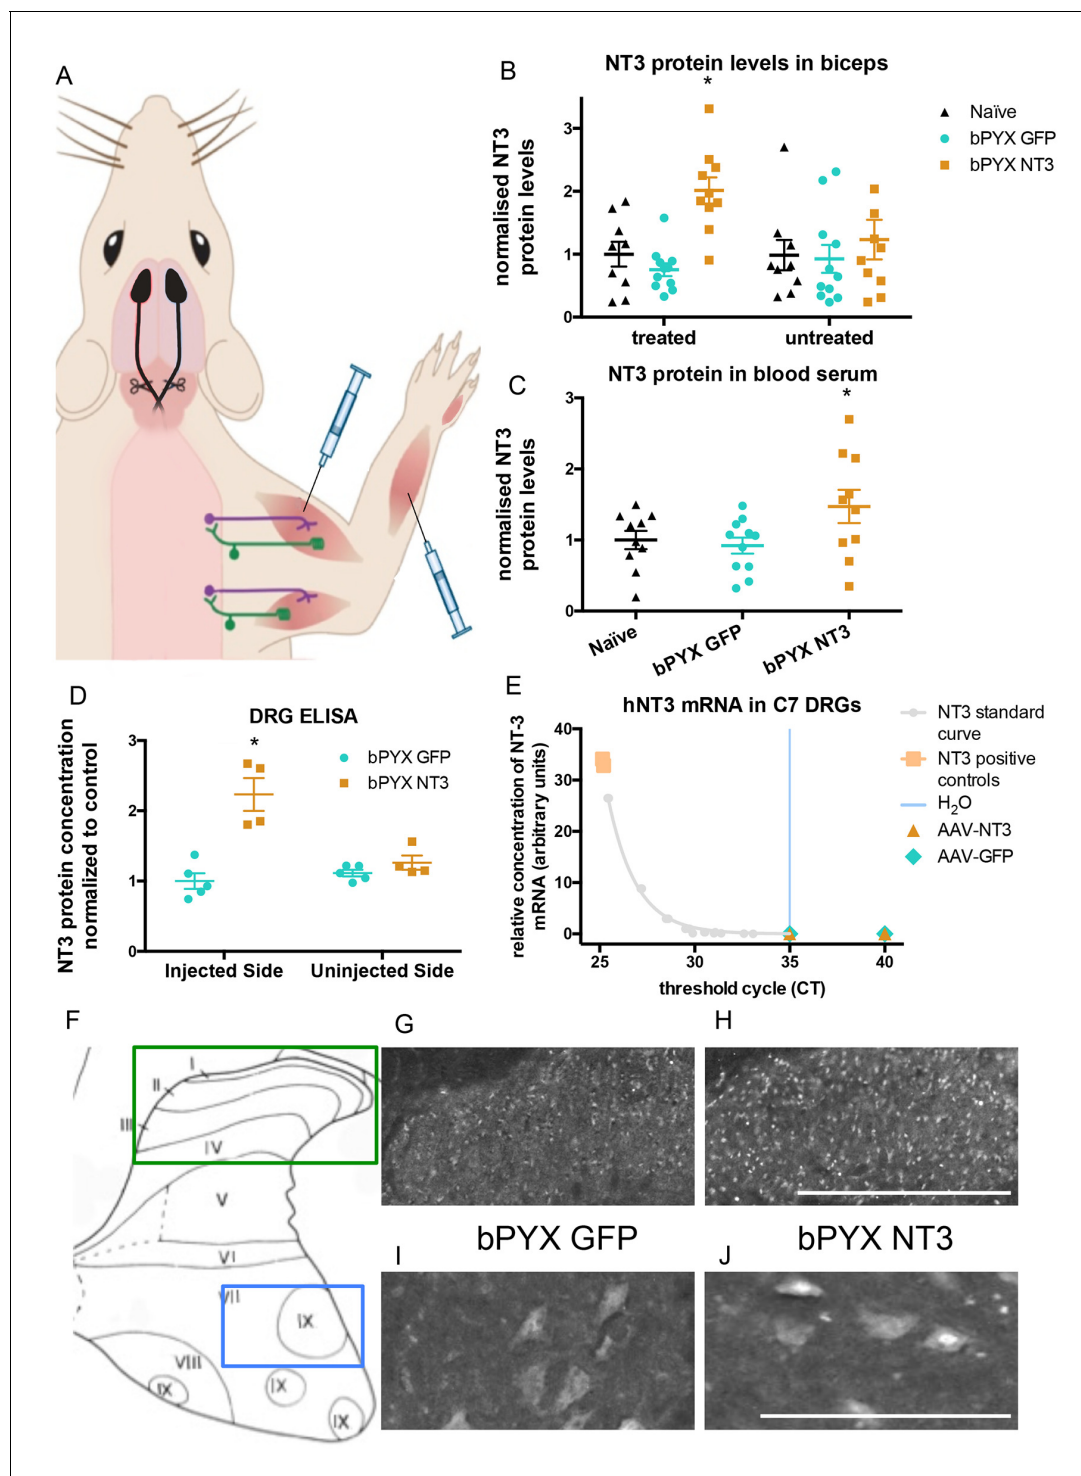 A
B
NT3 protein levels in biceps
*
normalised NT3
protein levels
3
2
1
0
treated
untreated
Naïve
bPYX GFP
bPYX NT3
C
NT3 protein in blood serum
*
normalised NT3
protein levels
3
2
1
0
Naïve
bPYX GFP
bPYX NT3
D
DRG ELISA
*
NT3 protein concentration
normalized to control
3
2
1
0
bPYX GFP
bPYX NT3
Injected Side
Uninjected Side
E
hNT3 mRNA in C7 DRGs
relative concentration of NT-3
mRNA (arbitrary units)
40
30
20
10
0
25
30
35
40
threshold cycle (CT)
NT3 standard
curve
NT3 positive
controls
H2O
AAV-NT3
AAV-GFP
F
I
II
III
IV
V
VI
VII
IX
VIII
IX
IX
IX
G
H
bPYX GFP
bPYX NT3
I
J